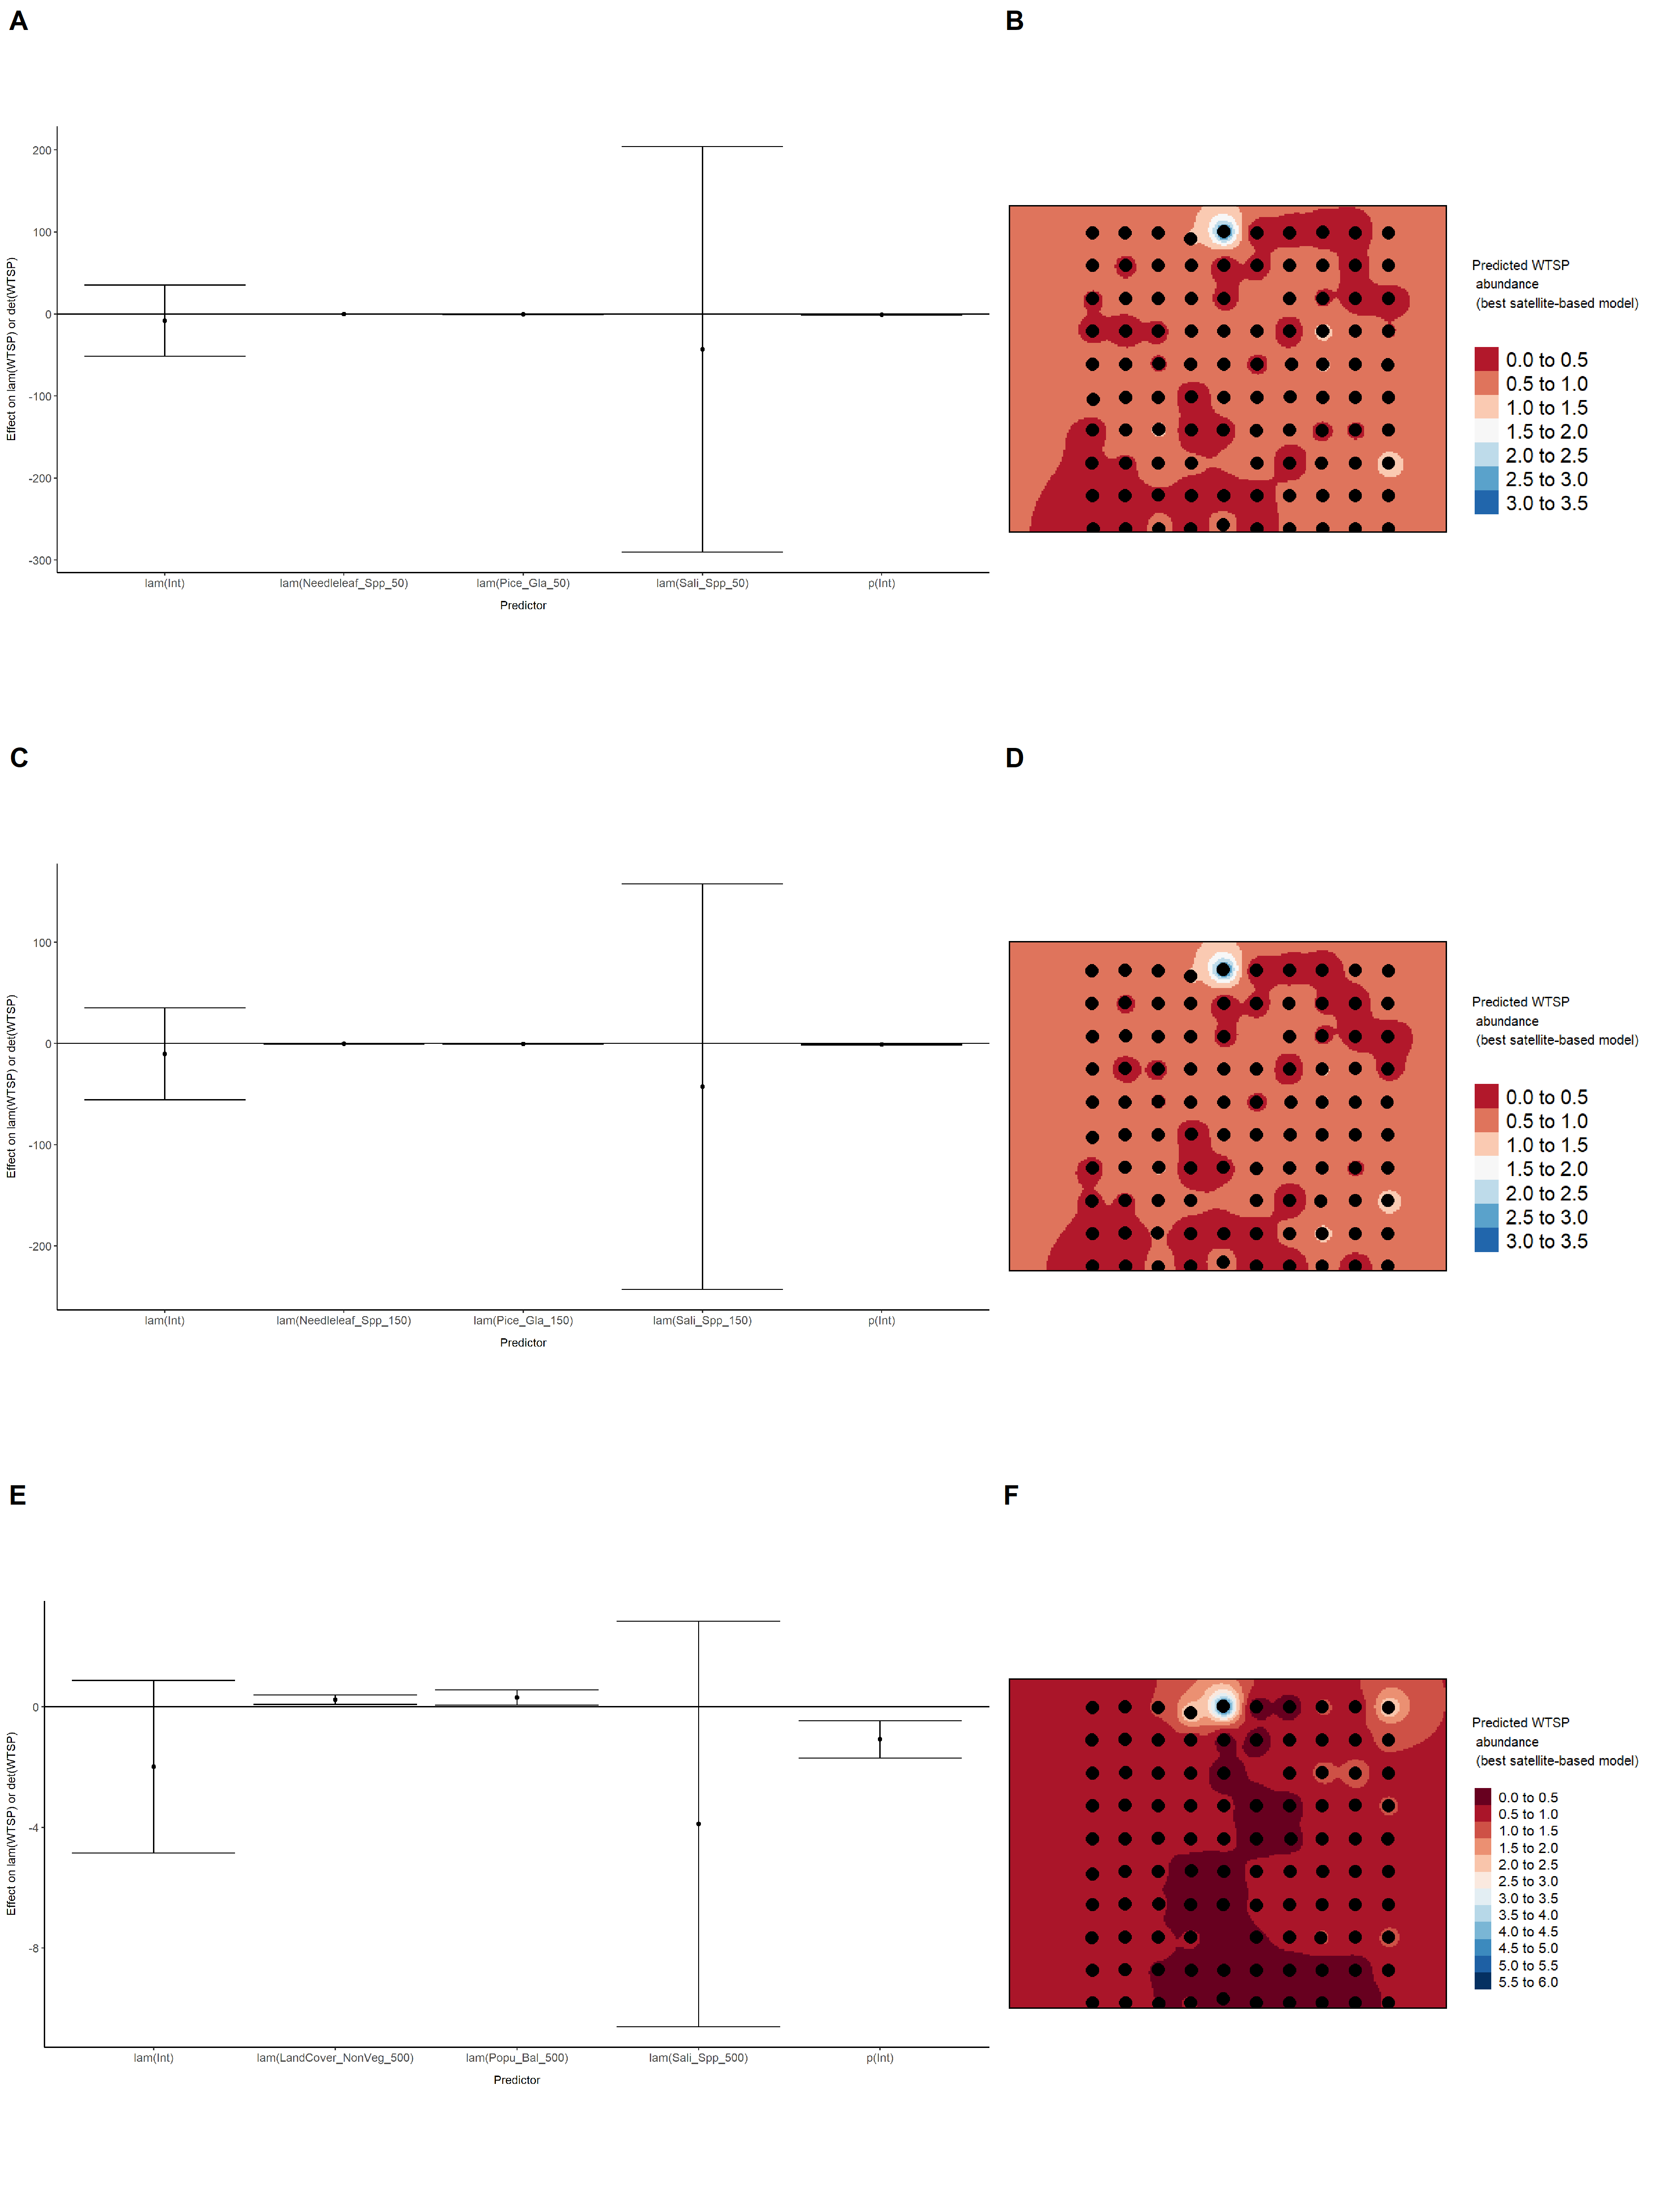 A
B
200
100
0
-100
-200
-300
Effect on lam(WTSP) or det(WTSP)
lam(Int)
lam(Needleleaf_Spp_50)
lam(Pice_Gla_50)
lam(Sali_Spp_50)
p(Int)
Predictor
Predicted WTSP
abundance
(best satellite-based model)
0.0 to 0.5
0.5 to 1.0
1.0 to 1.5
1.5 to 2.0
2.0 to 2.5
2.5 to 3.0
3.0 to 3.5
C
D
100
0
-100
-200
Effect on lam(WTSP) or det(WTSP)
lam(Int)
lam(Needleleaf_Spp_150)
lam(Pice_Gla_150)
lam(Sali_Spp_150)
p(Int)
Predictor
Predicted WTSP
abundance
(best satellite-based model)
0.0 to 0.5
0.5 to 1.0
1.0 to 1.5
1.5 to 2.0
2.0 to 2.5
2.5 to 3.0
3.0 to 3.5
E
F
0
-4
-8
Effect on lam(WTSP) or det(WTSP)
lam(Int)
lam(LandCover_NonVeg_500)
lam(Popu_Bal_500)
lam(Sali_Spp_500)
p(Int)
Predictor
Predicted WTSP
abundance
(best satellite-based model)
0.0 to 0.5
0.5 to 1.0
1.0 to 1.5
1.5 to 2.0
2.0 to 2.5
2.5 to 3.0
3.0 to 3.5
3.5 to 4.0
4.0 to 4.5
4.5 to 5.0
5.0 to 5.5
5.5 to 6.0